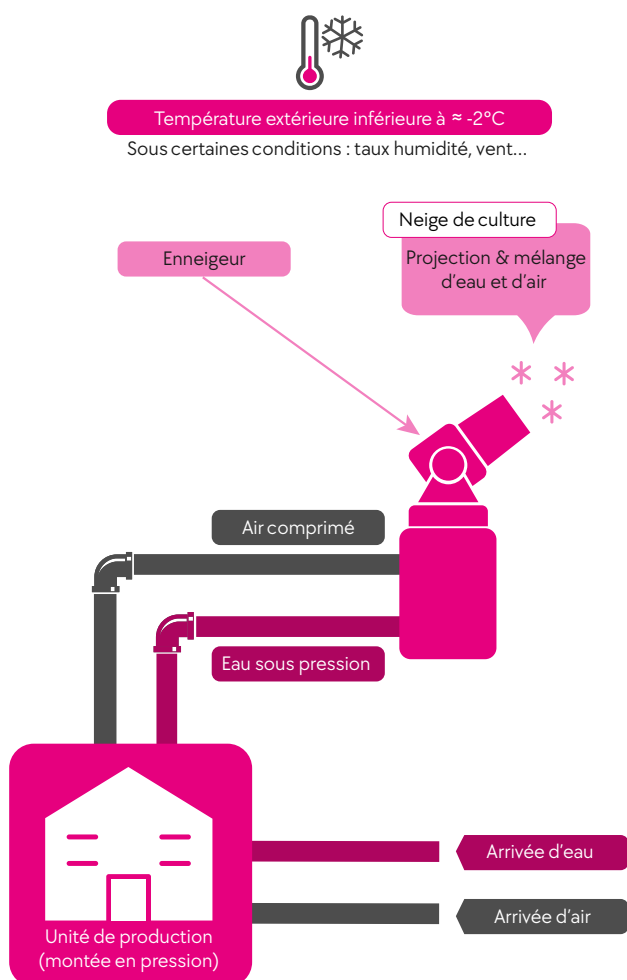 Température extérieure inférieure à ≈ -2°C
Sous certaines conditions : taux humidité, vent...
Neige de culture
Projection & mélange
d'eau et d'air
Enneigeur
Air comprimé
Eau sous pression
Arrivée d'eau
Arrivée d'air
Unité de production
(montée en pression)